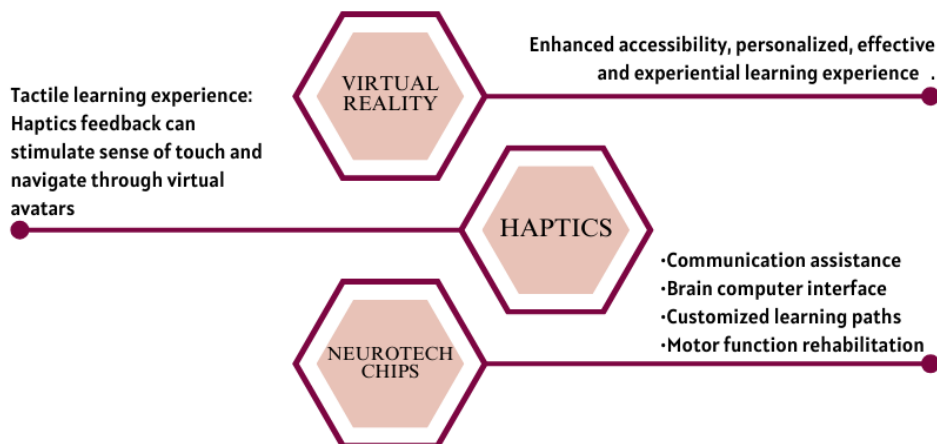 VIRTUAL
REALITY
Enhanced accessibility, personalized, effective
and experiential learning experience .
Tactile learning experience:
Haptics feedback can
stimulate sense of touch and
navigate through virtual
avatars
HAPTICS
•Communication assistance
•Brain computer interface
•Customized learning paths
•Motor function rehabilitation
NEUROTECH
CHIPS